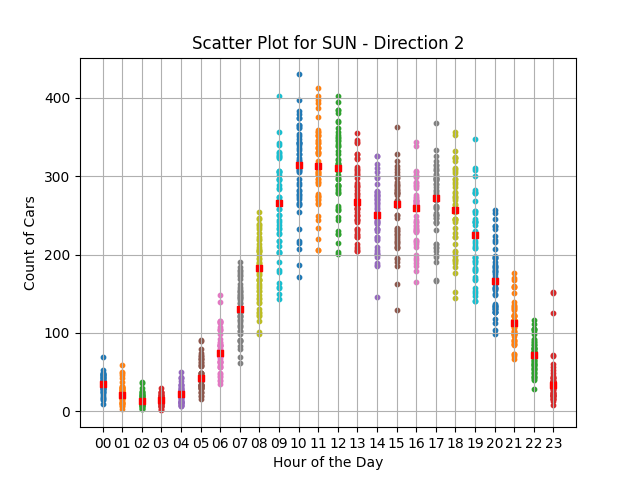 Scatter Plot for SUN - Direction 2
Count of Cars
400
300
200
100
0
00 01 02 03 04 05 06 07 08 09 10 11 12 13 14 15 16 17 18 19 20 21 22 23
Hour of the Day